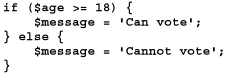 if ($age >= 18) {
    $message = 'Can vote';
} else {
    $message = 'Cannot vote';
}